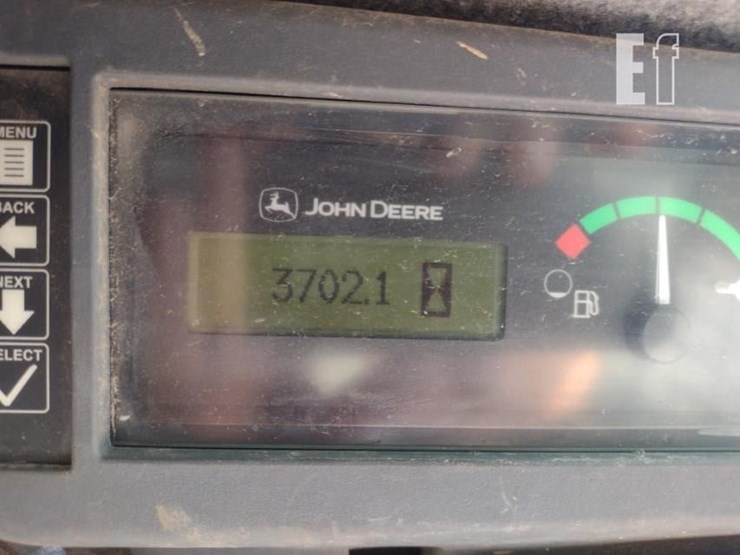 Ef
MENU
BACK
NEXT
SELECT
JOHN DEERE
3702.1